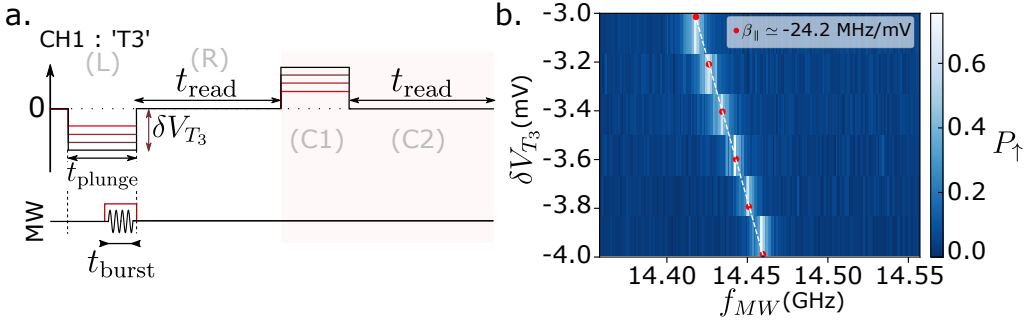 a.
CH1 : 'T3'
(L)
(R)
t_read
t_read
0
δV_T3
(C1)
(C2)
t_plunge
MW
t_burst
b.
β∥ ≃ -24.2 MHz/mV
-3.0
-3.2
-3.4
-3.6
-3.8
-4.0
δV_T3 (mV)
14.40
14.45
14.50
14.55
f_MW (GHz)
0.6
0.4
0.2
0.0
P↑